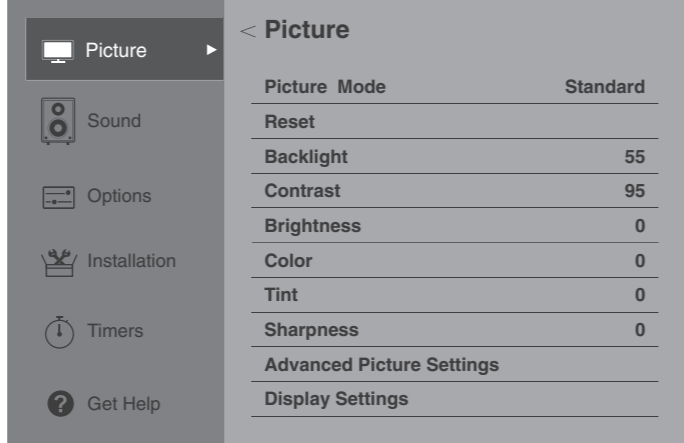 Picture
Sound
Options
Installation
Timers
Get Help
< Picture
Picture Mode Standard
Reset
Backlight 55
Contrast 95
Brightness 0
Color 0
Tint 0
Sharpness 0
Advanced Picture Settings
Display Settings